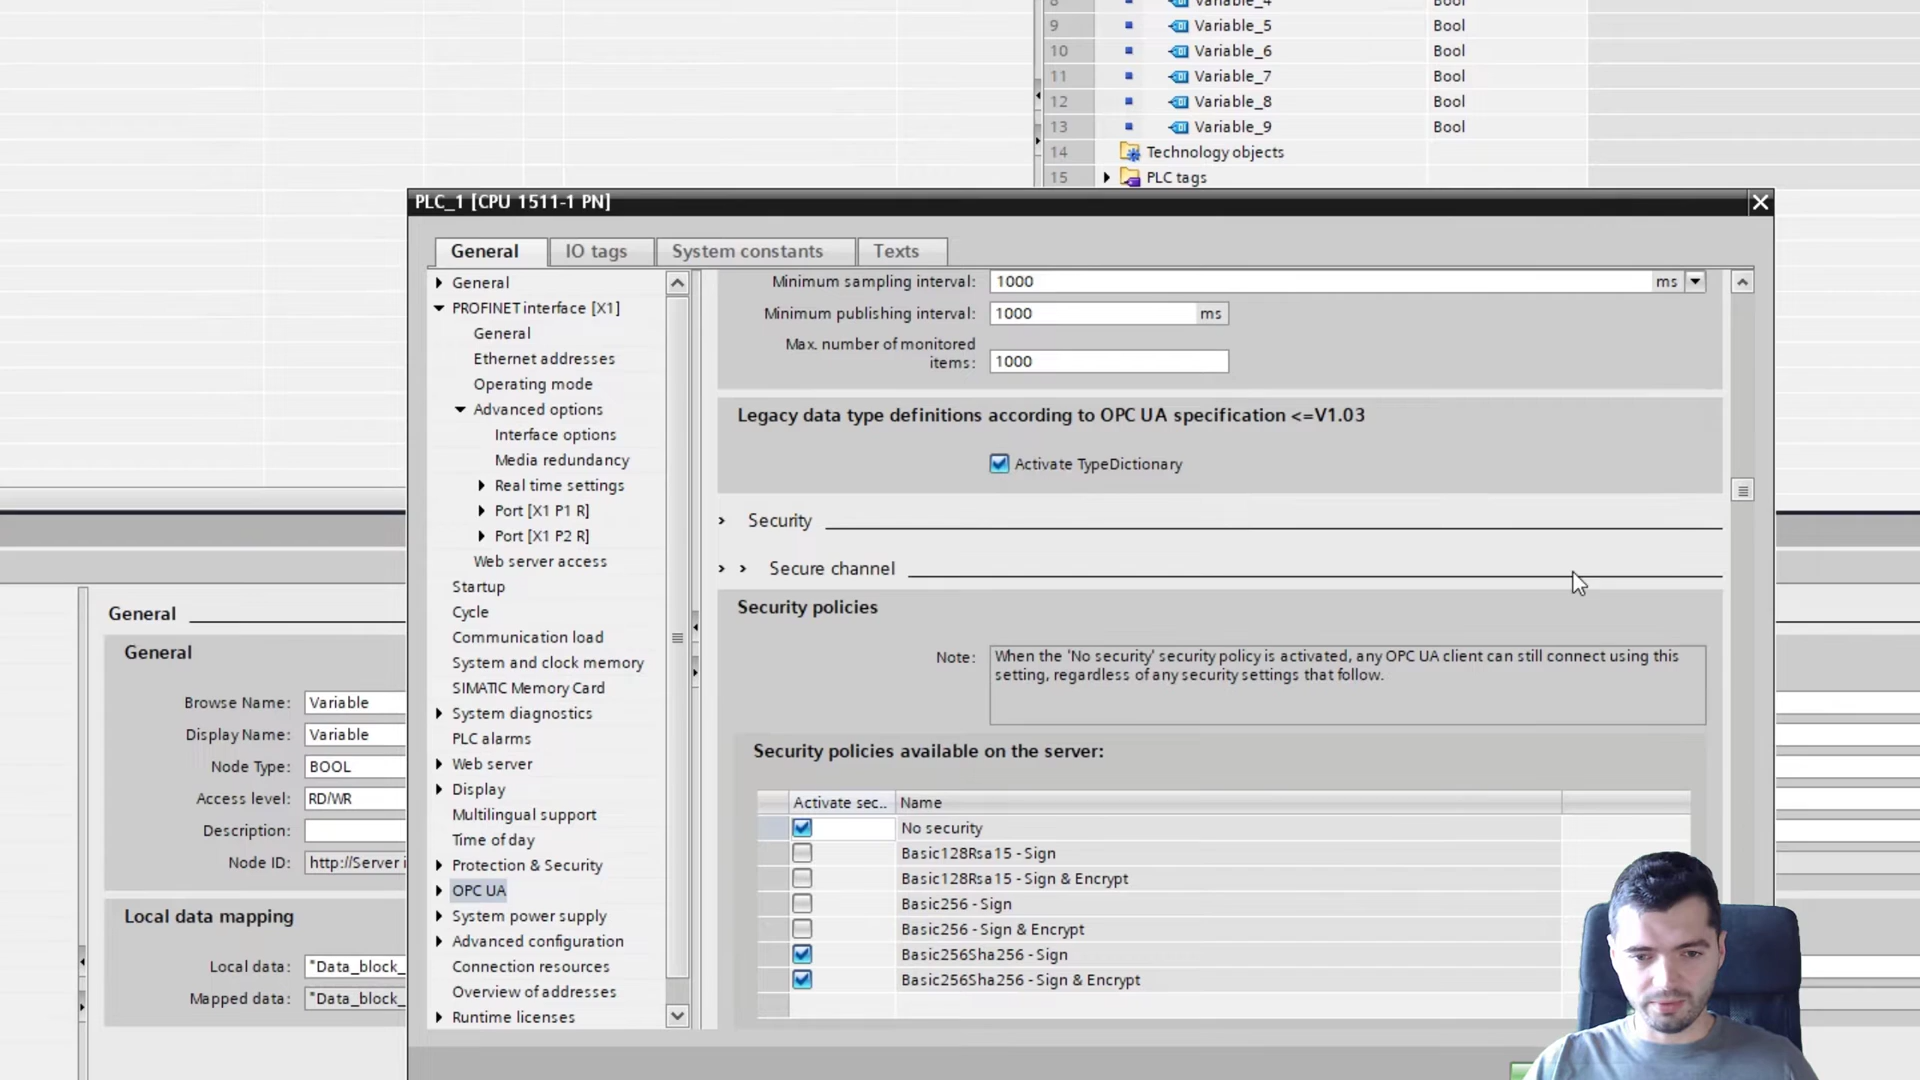 8 Variable_4 Bool
9 Variable_5 Bool
10 Variable_6 Bool
11 Variable_7 Bool
12 Variable_8 Bool
13 Variable_9 Bool
14 Technology objects
15 PLC tags
PLC_1 [CPU 1511-1 PN]
General IO tags System constants Texts
General
PROFINET interface [X1]
General
Ethernet addresses
Operating mode
Advanced options
Interface options
Media redundancy
Real time settings
Port [X1 P1 R]
Port [X1 P2 R]
Web server access
Startup
Cycle
Communication load
System and clock memory
SIMATIC Memory Card
System diagnostics
PLC alarms
Web server
Display
Multilingual support
Time of day
Protection & Security
OPC UA
System power supply
Advanced configuration
Connection resources
Overview of addresses
Runtime licenses
Minimum sampling interval: 1000 ms
Minimum publishing interval: 1000 ms
Max. number of monitored
items: 1000
Legacy data type definitions according to OPC UA specification <=V1.03
Activate TypeDictionary
Security
Secure channel
Security policies
Note: When the 'No security' security policy is activated, any OPC UA client can still connect using this
setting, regardless of any security settings that follow.
Security policies available on the server:
Activate sec.. Name
No security
Basic128Rsa15 - Sign
Basic128Rsa15 - Sign & Encrypt
Basic256 - Sign
Basic256 - Sign & Encrypt
Basic256Sha256 - Sign
Basic256Sha256 - Sign & Encrypt
General
General
Browse Name: Variable
Display Name: Variable
Node Type: BOOL
Access level: RD/WR
Description:
Node ID: http://Server i
Local data mapping
Local data: "Data_block_
Mapped data: "Data_block_